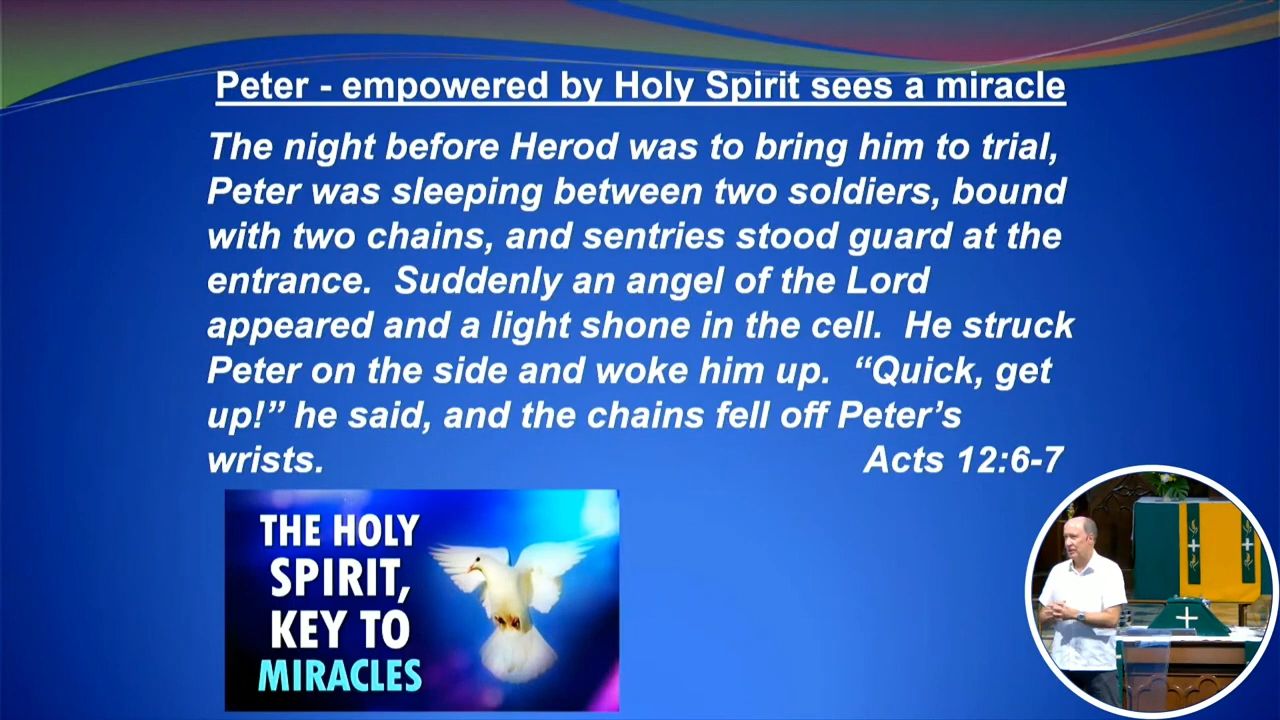 Peter - empowered by Holy Spirit sees a miracle
The night before Herod was to bring him to trial,
Peter was sleeping between two soldiers, bound
with two chains, and sentries stood guard at the
entrance.  Suddenly an angel of the Lord
appeared and a light shone in the cell.  He struck
Peter on the side and woke him up.  “Quick, get
up!” he said, and the chains fell off Peter’s
wrists. Acts 12:6-7
THE HOLY
SPIRIT,
KEY TO
MIRACLES